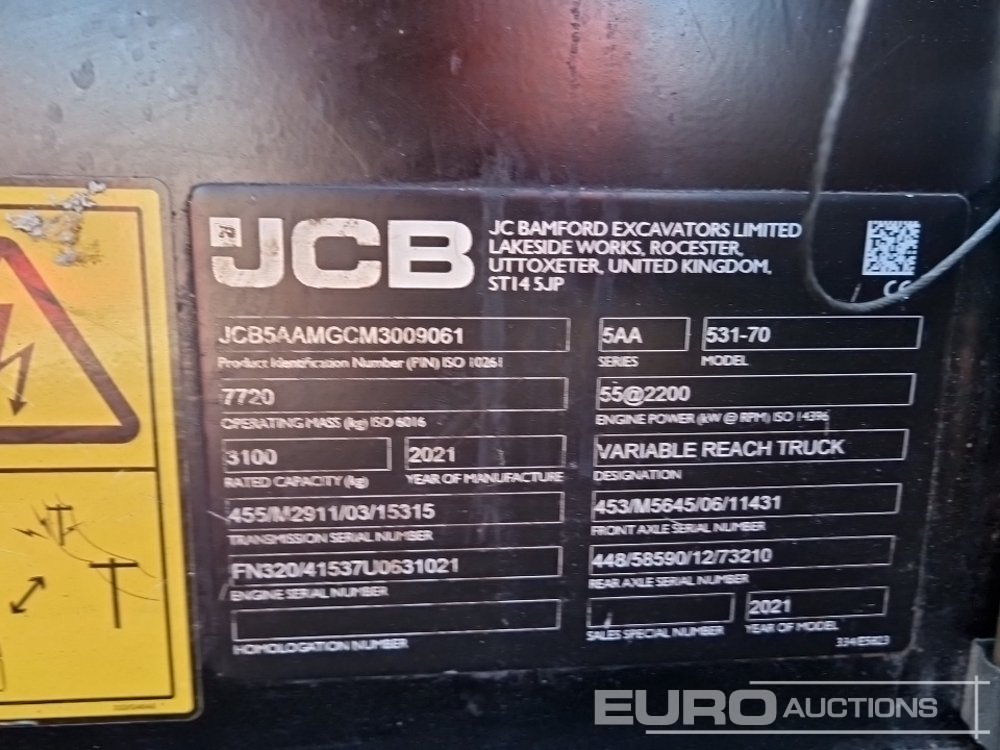 JCB
JC BAMFORD EXCAVATORS LIMITED
LAKESIDE WORKS, ROCESTER,
UTTOXETER, UNITED KINGDOM,
ST14 5JP
JCB5AAMGCM3009061
Product Identification Number (PIN) ISO 10261
5AA
SERIES
531-70
MODEL
7720
OPERATING MASS (kg) ISO 6016
55@2200
ENGINE POWER (kW @ RPM) ISO 14396
3100
RATED CAPACITY (kg)
2021
YEAR OF MANUFACTURE
VARIABLE REACH TRUCK
DESIGNATION
455/M2911/03/15315
TRANSMISSION SERIAL NUMBER
453/M5645/06/11431
FRONT AXLE SERIAL NUMBER
FN320/41537U0631021
ENGINE SERIAL NUMBER
448/58590/12/73210
REAR AXLE SERIAL NUMBER
HOMOLOGATION NUMBER
SALES SPECIAL NUMBER
2021
YEAR OF MODEL
EURO AUCTIONS